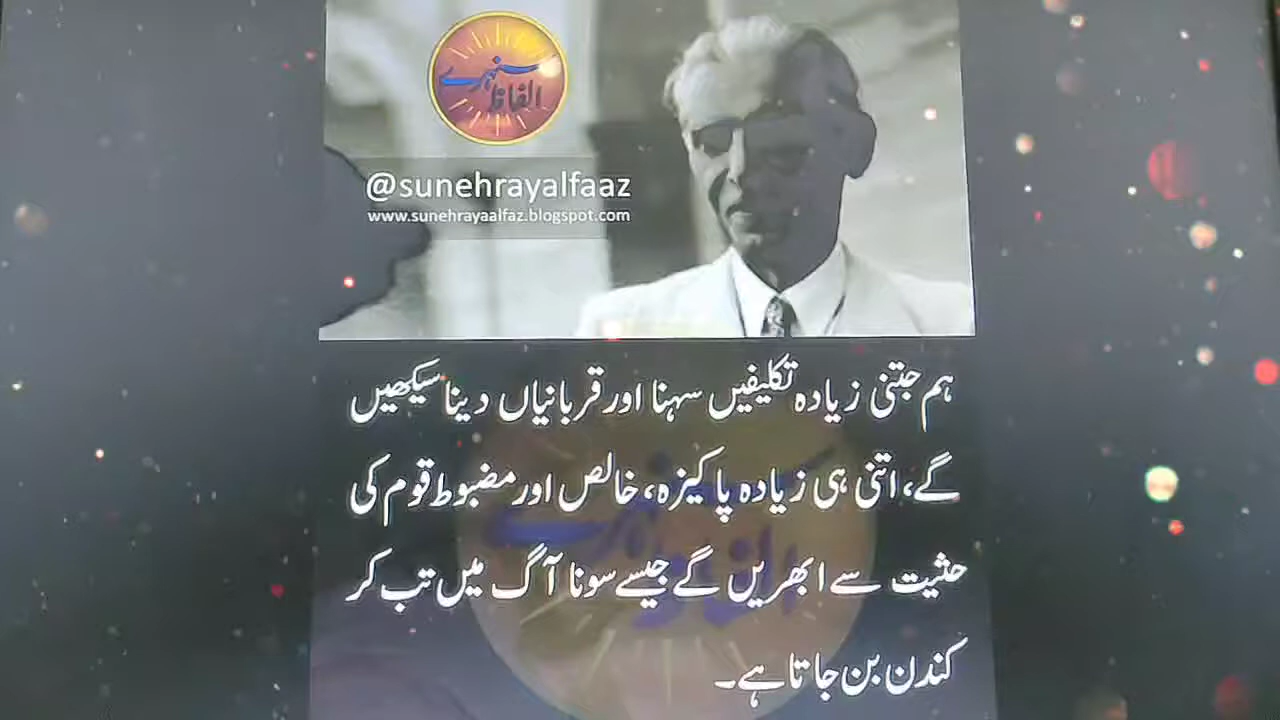 سنہرے
الفاظ
@sunehrayalfaaz
www.sunehrayaalfaz.blogspot.com
ہم جتنی زیادہ تکلیفیں سہنا اور قربانیاں دینا سیکھیں
گے، اتنی ہی زیادہ پاکیزہ، خالص اور مضبوط قوم کی
حثیت سے ابھریں گے جیسے سونا آگ میں تپ کر
کندن بن جاتا ہے۔